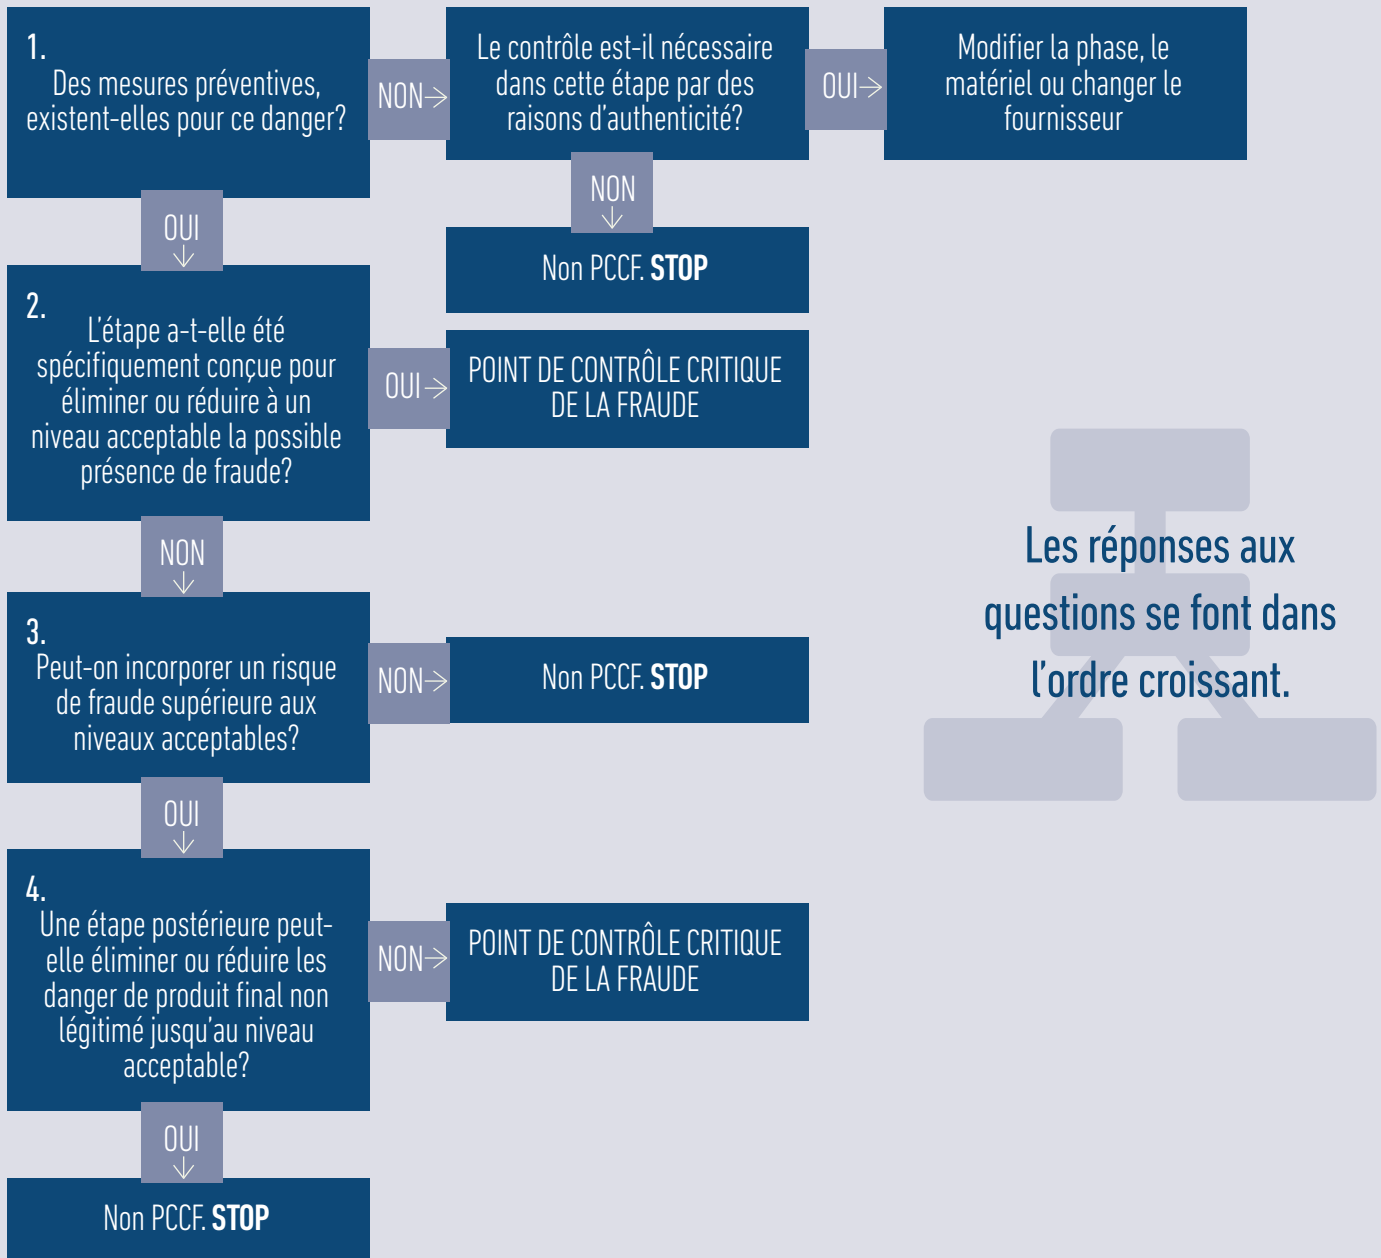 1.
Des mesures préventives,
existent-elles pour ce danger?
NON
Le contrôle est-il nécessaire
dans cette étape par des
raisons d'authenticité?
OUI
Modifier la phase, le
matériel ou changer le
fournisseur
NON
Non PCCF. STOP
OUI
2.
L'étape a-t-elle été
spécifiquement conçue pour
éliminer ou réduire à un
niveau acceptable la possible
présence de fraude?
OUI
POINT DE CONTRÔLE CRITIQUE
DE LA FRAUDE
NON
3.
Peut-on incorporer un risque
de fraude supérieure aux
niveaux acceptables?
NON
Non PCCF. STOP
OUI
4.
Une étape postérieure peut-
elle éliminer ou réduire les
danger de produit final non
légitimé jusqu'au niveau
acceptable?
NON
POINT DE CONTRÔLE CRITIQUE
DE LA FRAUDE
OUI
Non PCCF. STOP
Les réponses aux
questions se font dans
l'ordre croissant.